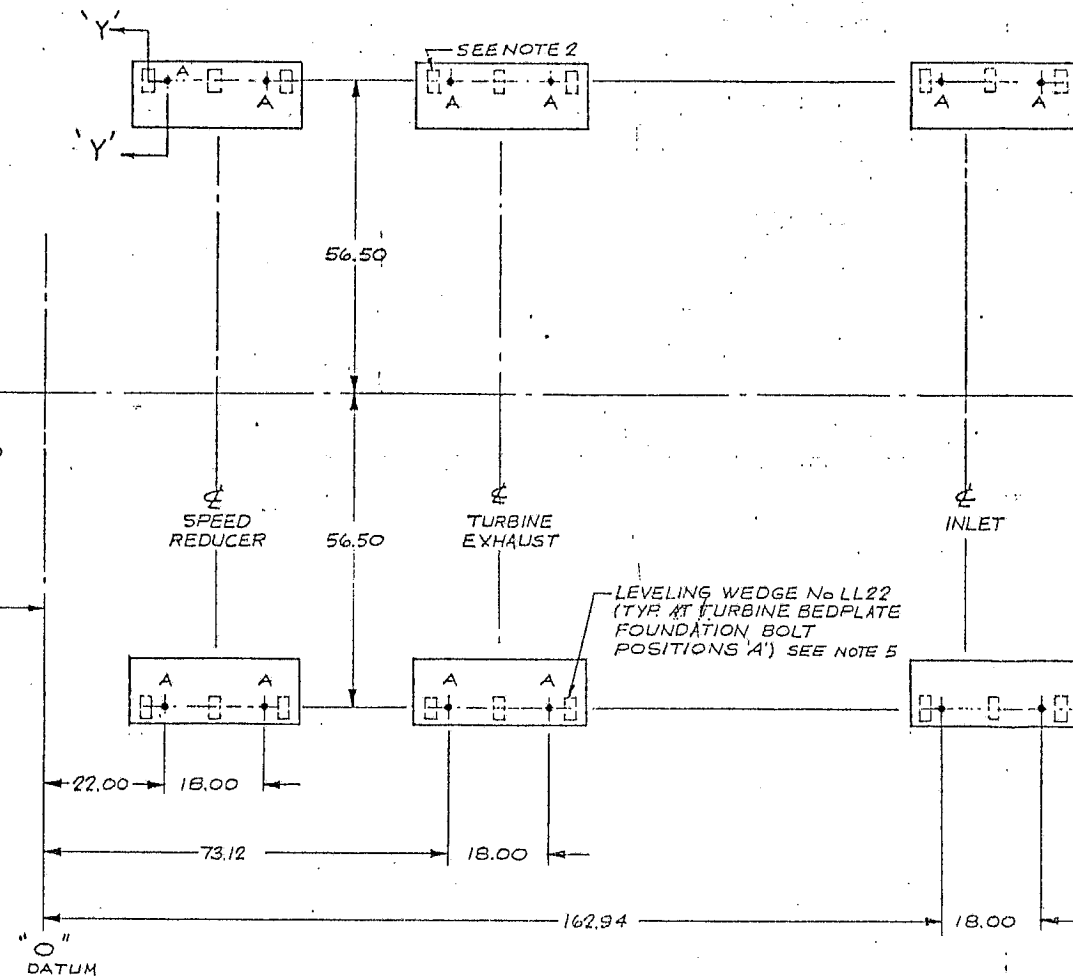 'Y'
SEE NOTE 2
A A A A A A
'Y'
56.50
℄ ℄ ℄
SPEED
REDUCER
TURBINE
EXHAUST
INLET
56.50
LEVELING WEDGE No LL22
(TYP. AT TURBINE BEDPLATE
FOUNDATION BOLT
POSITIONS 'A') SEE NOTE 5
A A A A
22.00 18.00
73.12 18.00
162.94 18.00
"O"
DATUM